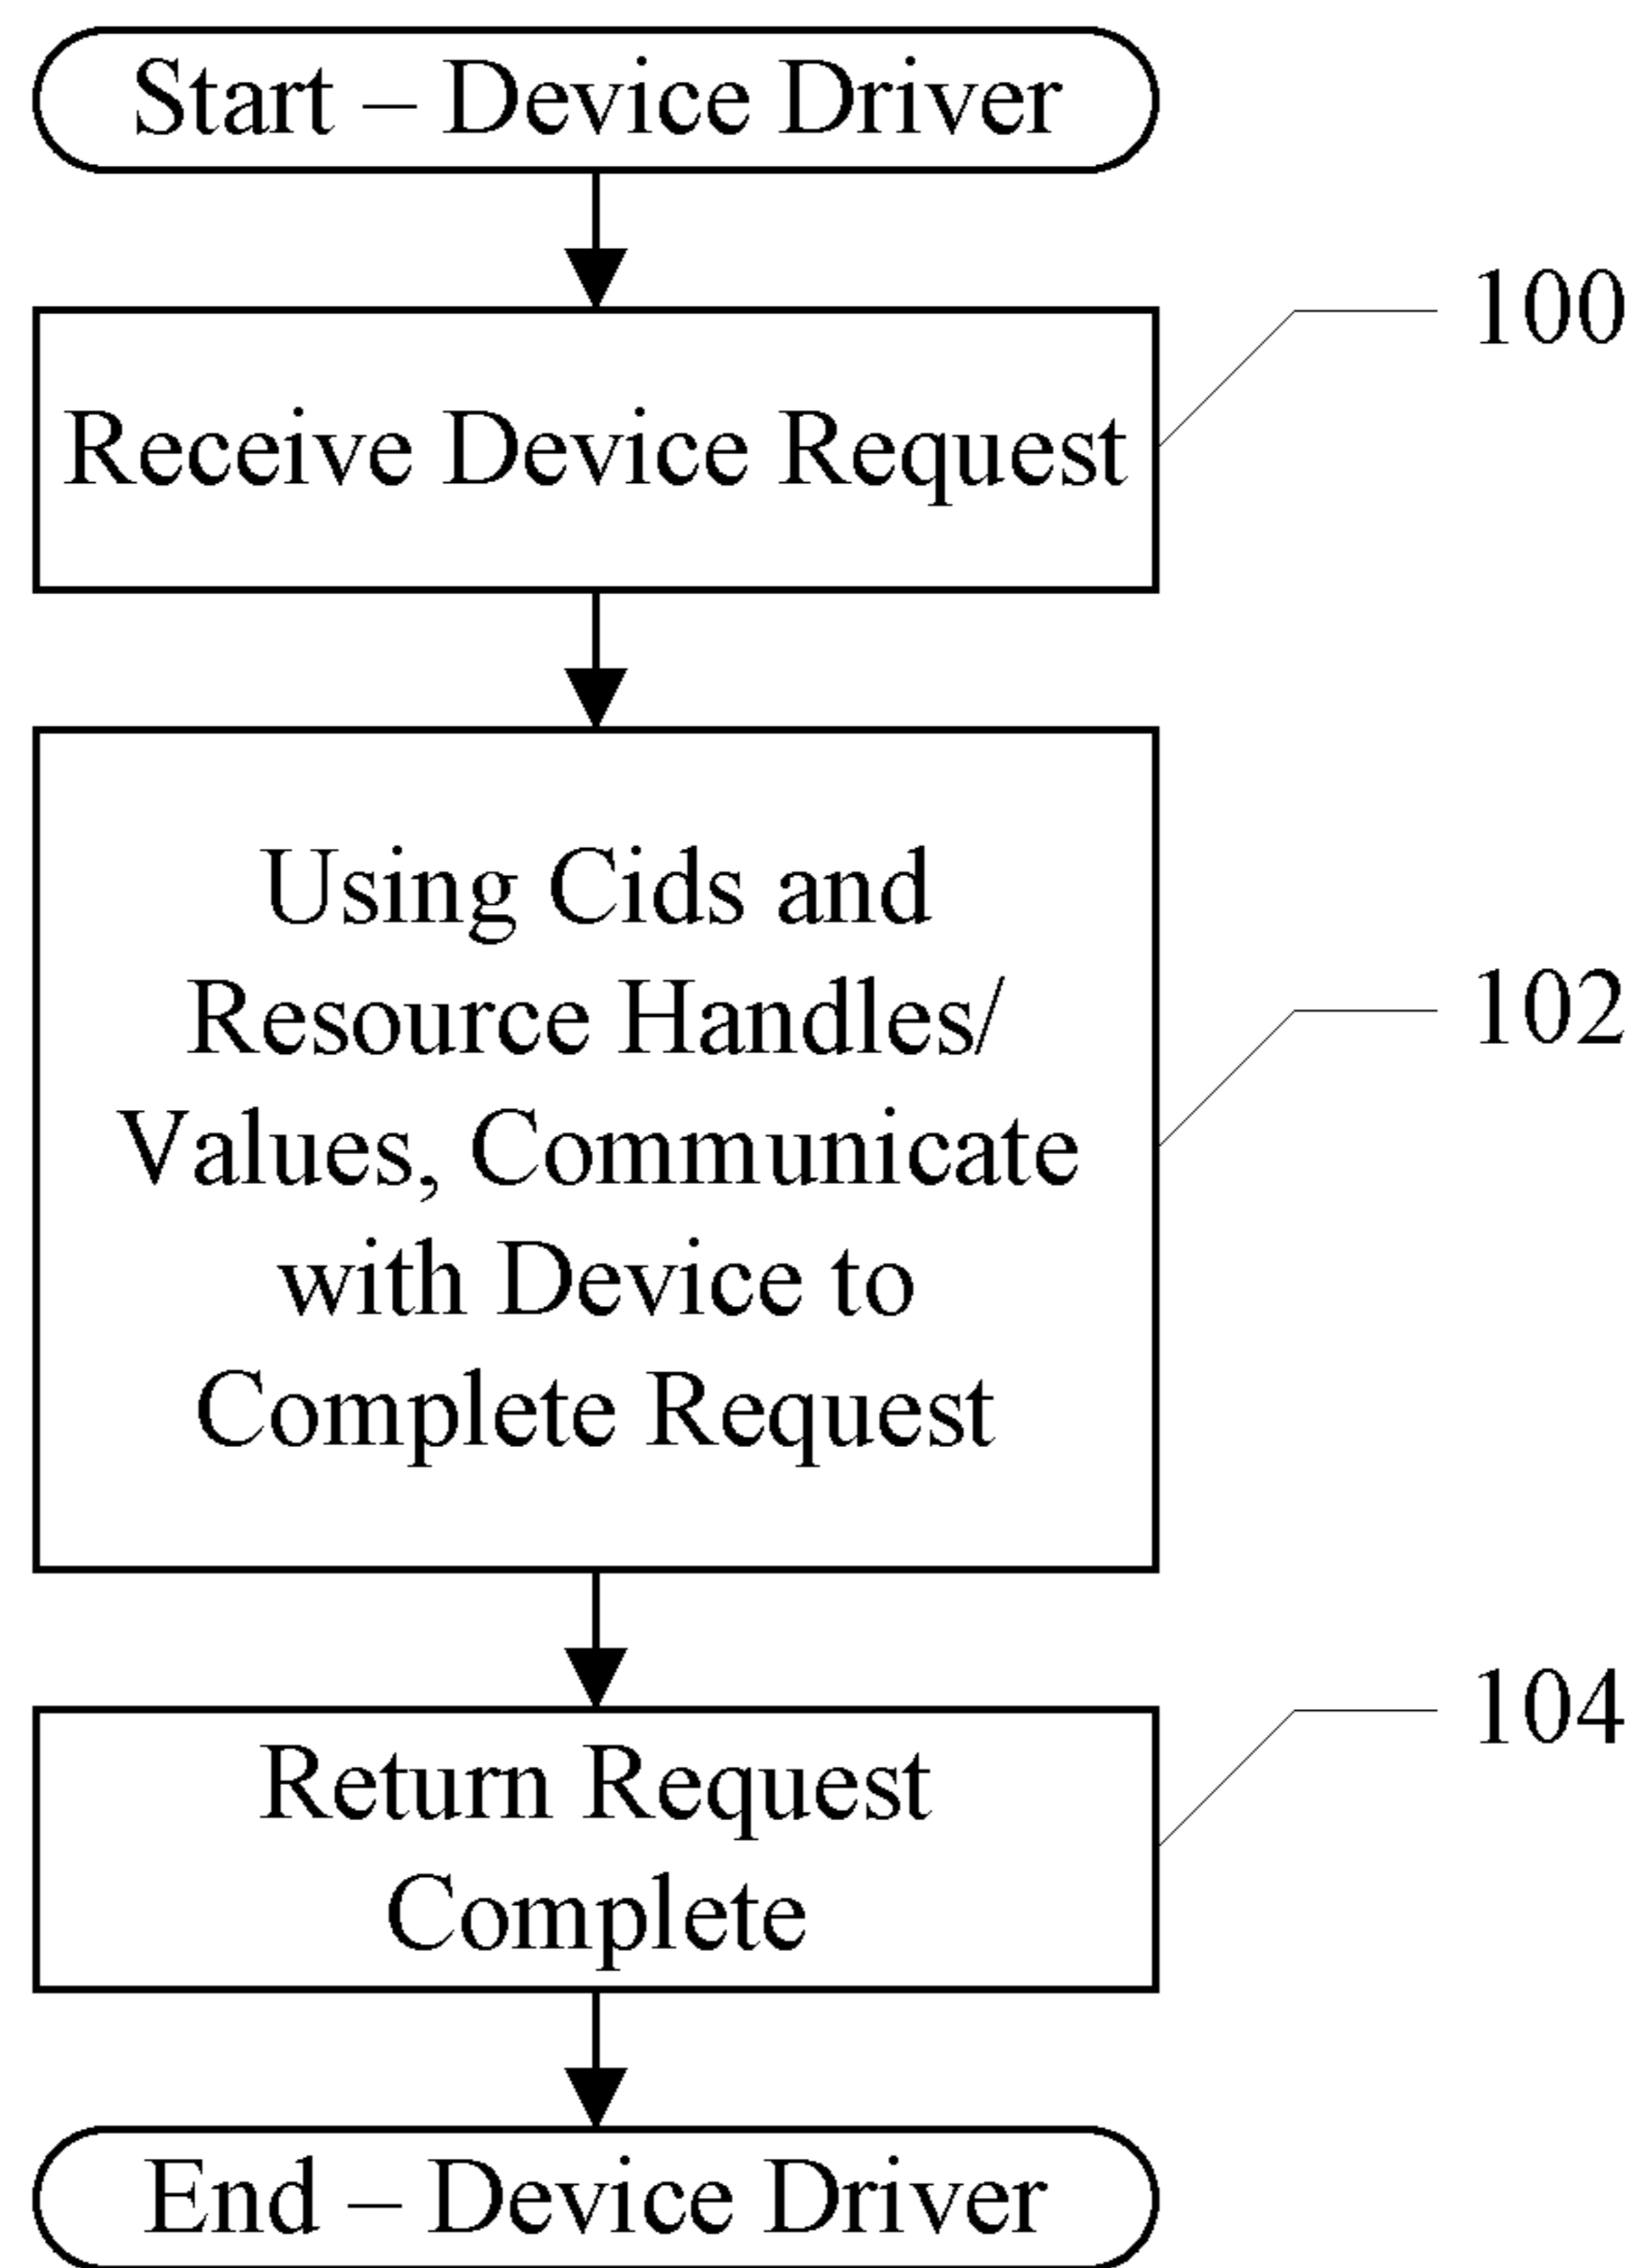 Start – Device Driver
100
Receive Device Request
Using Cids and
Resource Handles/
102
Values, Communicate
with Device to
Complete Request
104
Return Request
Complete
End – Device Driver